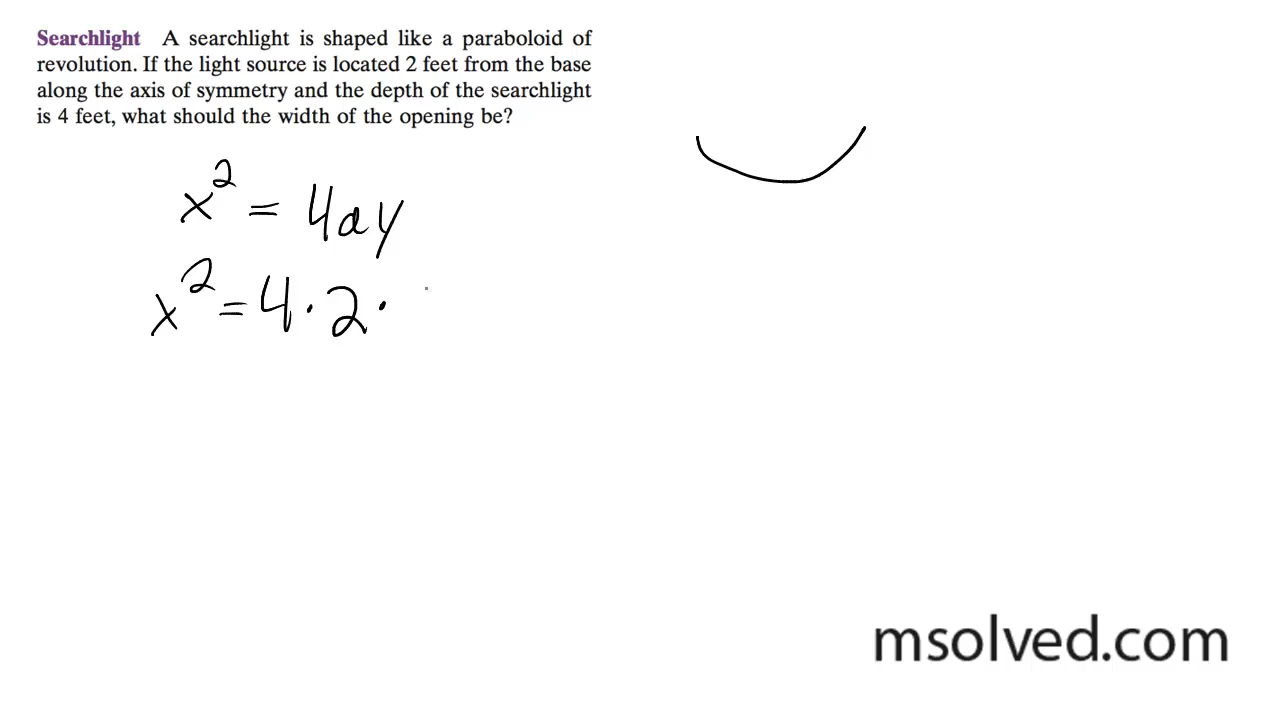 Searchlight A searchlight is shaped like a paraboloid of
revolution. If the light source is located 2 feet from the base
along the axis of symmetry and the depth of the searchlight
is 4 feet, what should the width of the opening be?
x² = 4ay
x² = 4 · 2 ·
msolved.com